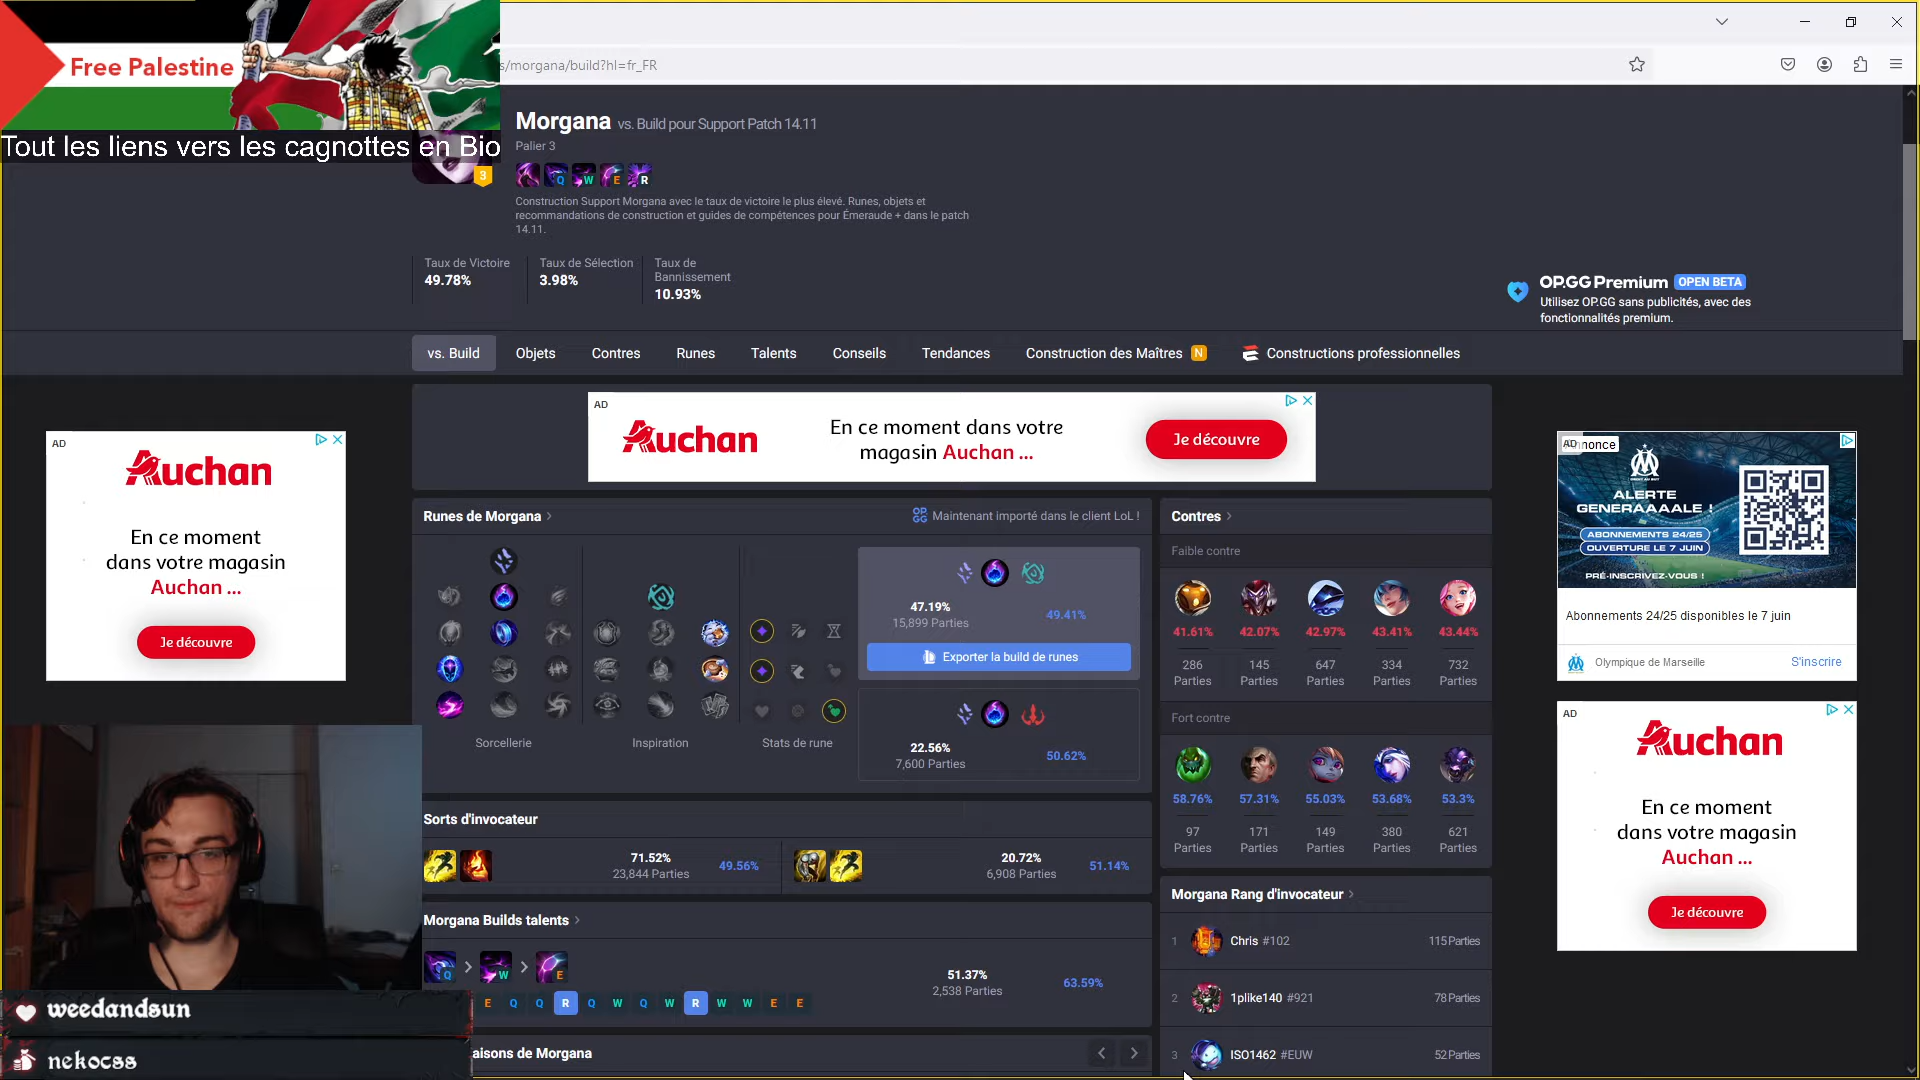 Free Palestine
Tout les liens vers les cagnottes en Bio
s/morgana/build?hl=fr_FR
Morgana vs. Build pour Support Patch 14.11
Palier 3
3
Q W E R
Construction Support Morgana avec le taux de victoire le plus élevé. Runes, objets et
recommandations de construction et guides de compétences pour Émeraude + dans le patch
14.11.
Taux de Victoire
49.78%
Taux de Sélection
3.98%
Taux de
Bannissement
10.93%
OP.GG Premium OPEN BETA
Utilisez OP.GG sans publicités, avec des
fonctionnalités premium.
vs. Build Objets Contres Runes Talents Conseils Tendances Construction des Maîtres N Constructions professionnelles
AD
Auchan
En ce moment dans votre
magasin Auchan ...
Je découvre
AD
Auchan
En ce moment
dans votre magasin
Auchan ...
Je découvre
Runes de Morgana
OP.GG Maintenant importé dans le client LoL !
Sorcellerie
Inspiration
Stats de rune
47.19%
15,899 Parties
49.41%
Exporter la build de runes
22.56%
7,600 Parties
50.62%
Sorts d'invocateur
71.52%
23,844 Parties
49.56%
20.72%
6,908 Parties
51.14%
Morgana Builds talents
Q W E
E Q Q R Q W Q W R W W E E
51.37%
2,538 Parties
63.59%
aisons de Morgana
Contres
Faible contre
41.61% 42.07% 42.97% 43.41% 43.44%
286 145 647 334 732
Parties Parties Parties Parties Parties
Fort contre
58.76% 57.31% 55.03% 53.68% 53.3%
97 171 149 380 621
Parties Parties Parties Parties Parties
Morgana Rang d'invocateur
1 Chris #102 115 Parties
2 1plike140 #921 78 Parties
3 ISO1462 #EUW 52 Parties
AD
nonce
ALERTE
GENERAAAALE !
ABONNEMENTS 24/25
OUVERTURE LE 7 JUIN
PRÉ-INSCRIVEZ-VOUS !
Abonnements 24/25 disponibles le 7 juin
Olympique de Marseille
S'inscrire
AD
Auchan
En ce moment
dans votre magasin
Auchan ...
Je découvre
weedandsun
nekocss